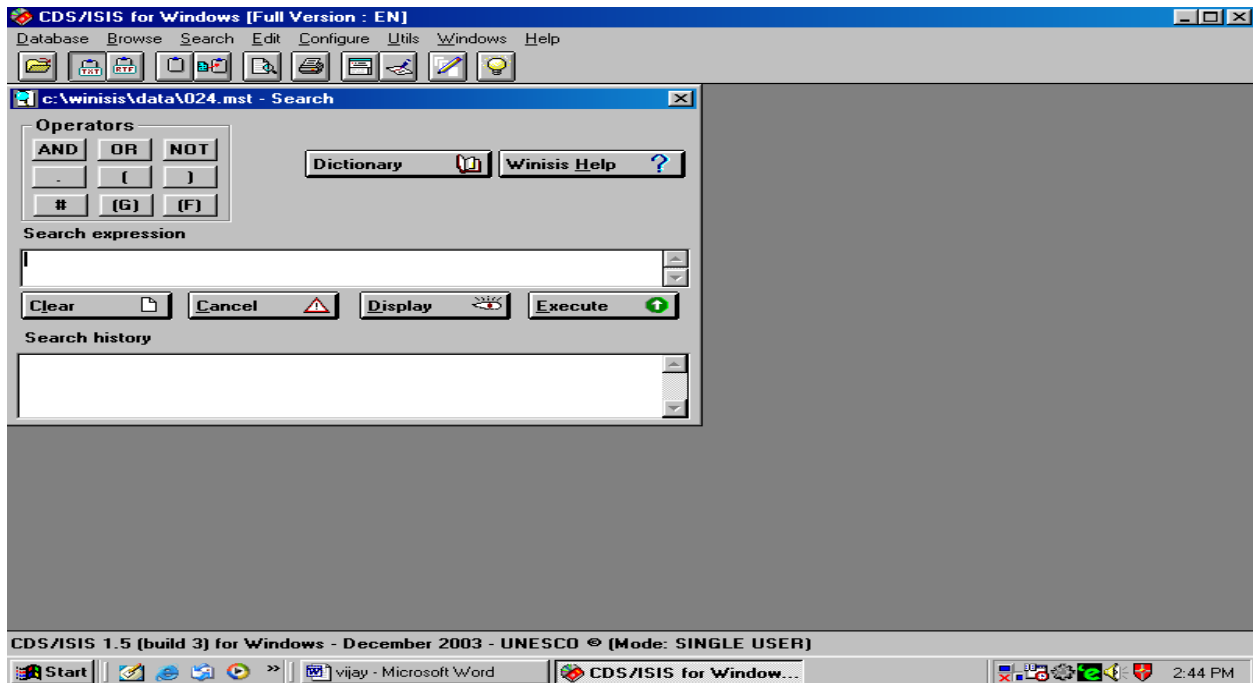 CDS/ISIS for Windows [Full Version : EN]
Database Browse Search Edit Configure Utils Windows Help
TXT RTF
c:\winisis\data\024.mst - Search
Operators
AND OR NOT
. ( )
# (G) (F)
Dictionary Winisis Help ?
Search expression
Clear Cancel Display Execute
Search history
CDS/ISIS 1.5 (build 3) for Windows - December 2003 - UNESCO © (Mode: SINGLE USER)
Start » vijay - Microsoft Word CDS/ISIS for Window... 2:44 PM